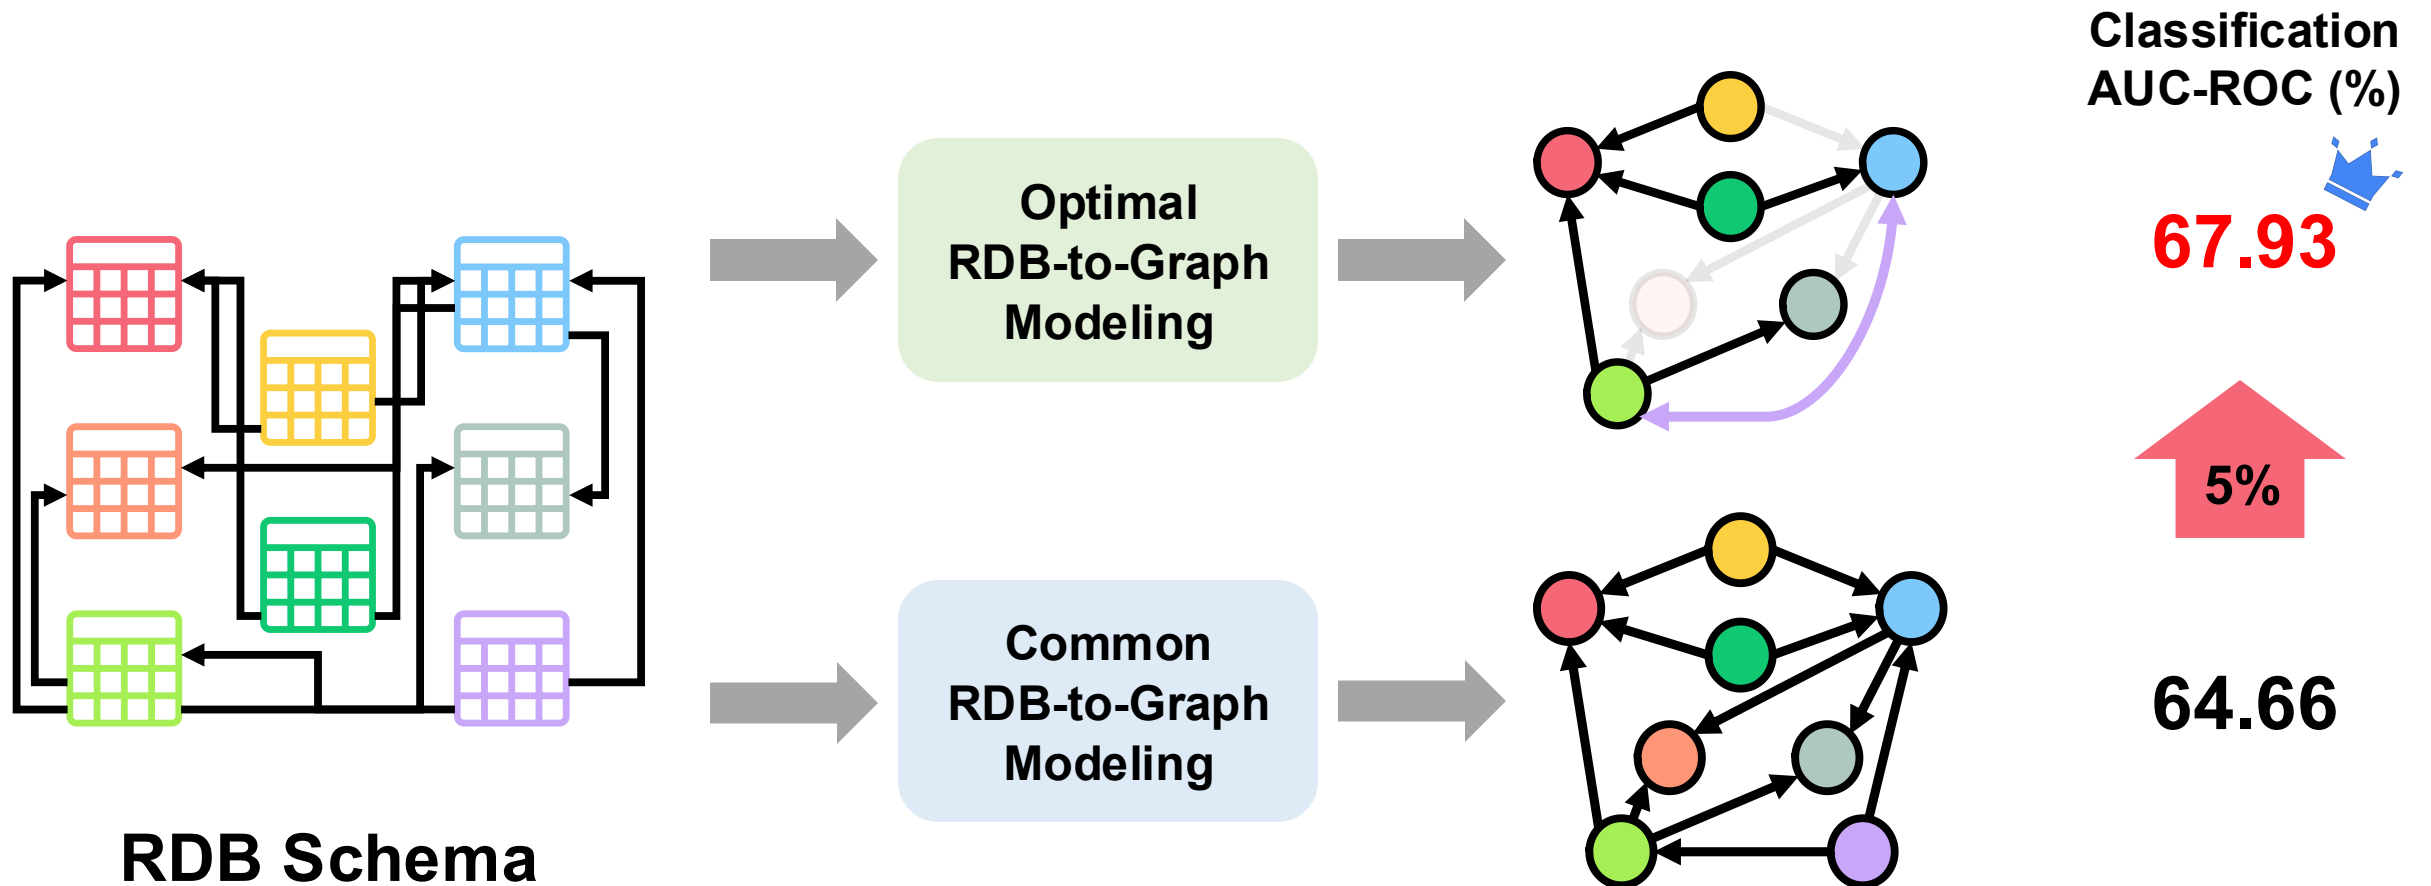 Classification
AUC-ROC (%)
Optimal
RDB-to-Graph
Modeling
67.93
5%
Common
RDB-to-Graph
Modeling
64.66
RDB Schema